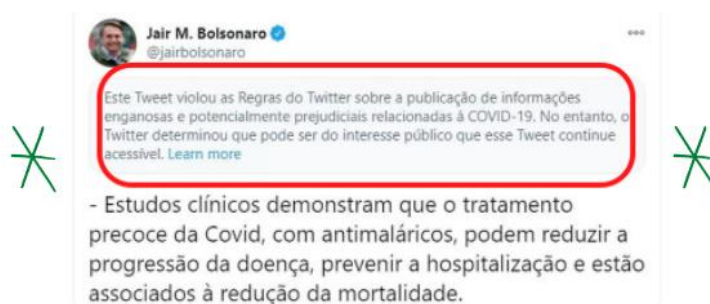 Jair M. Bolsonaro
@jairbolsonaro
Este Tweet violou as Regras do Twitter sobre a publicação de informações
enganosas e potencialmente prejudiciais relacionadas à COVID-19. No entanto, o
Twitter determinou que pode ser do interesse público que esse Tweet continue
acessível. Learn more
- Estudos clínicos demonstram que o tratamento
precoce da Covid, com antimaláricos, podem reduzir a
progressão da doença, prevenir a hospitalização e estão
associados à redução da mortalidade.